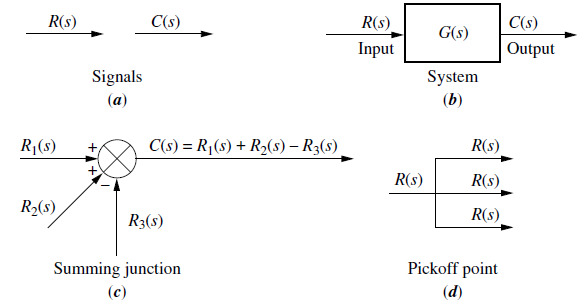 R(s) C(s)
Signals
(a)
R(s) G(s) C(s)
Input Output
System
(b)
R₁(s) + C(s) = R₁(s) + R₂(s) – R₃(s)
+
–
R₂(s)
R₃(s)
Summing junction
(c)
R(s)
R(s) R(s)
R(s)
Pickoff point
(d)